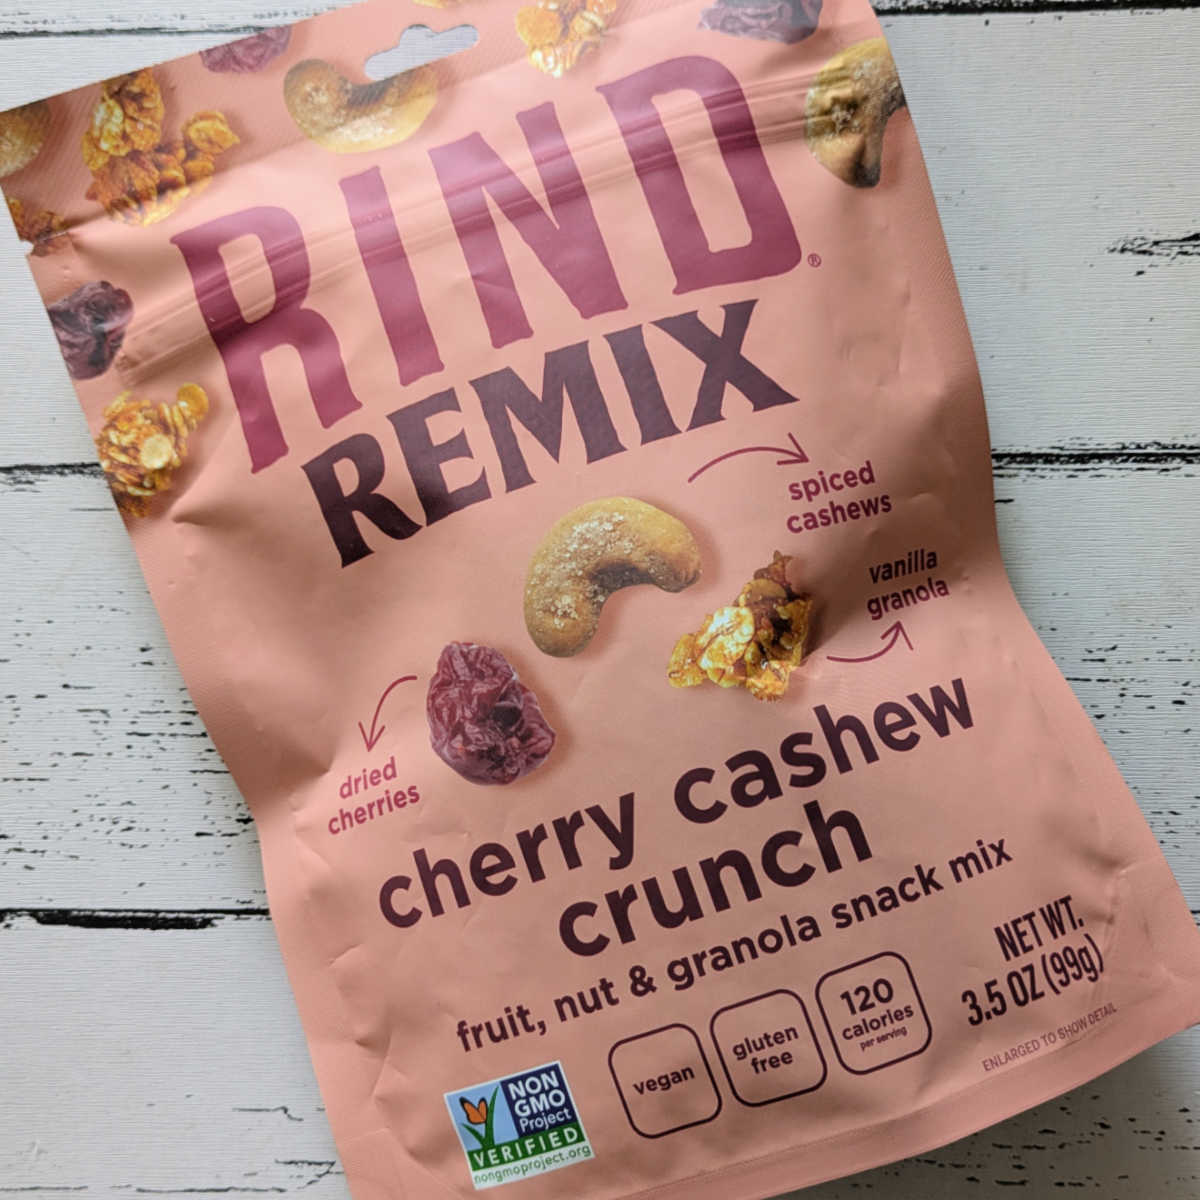 RIND®
REMIX
spiced
cashews
vanilla
granola
dried
cherries
cherry cashew
crunch
fruit, nut & granola snack mix
NET WT.
3.5 OZ (99g)
ENLARGED TO SHOW DETAIL
vegan
gluten
free
120
calories
per serving
NON
GMO
Project
VERIFIED
nongmoproject.org